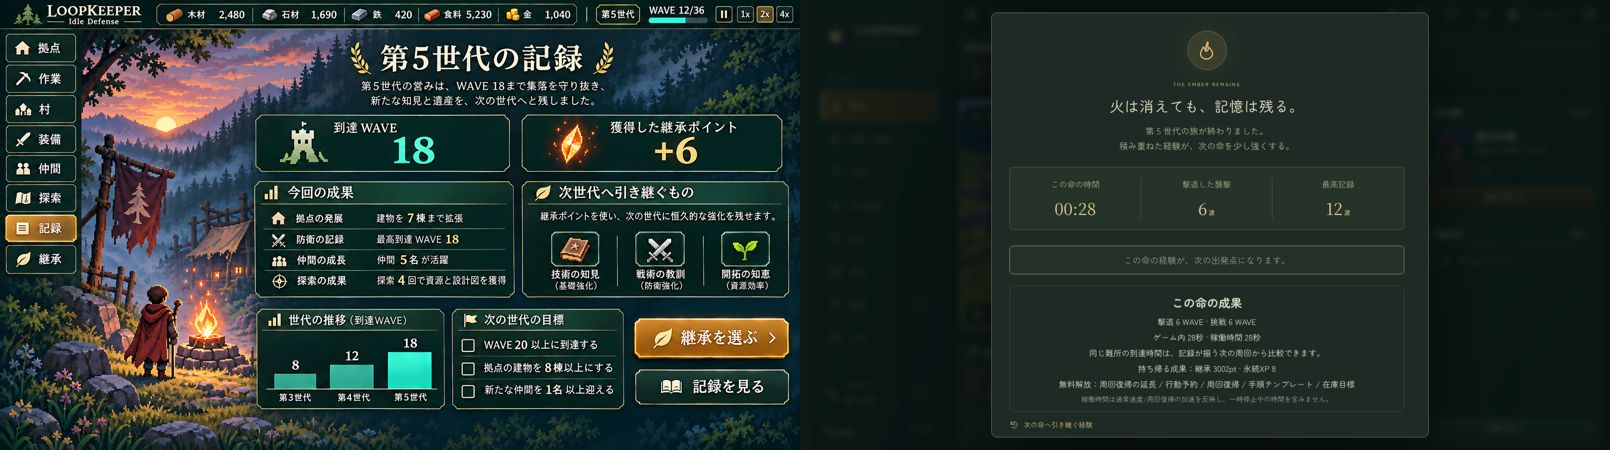 LOOPKEEPER
Idle Defense
木材 2,480
石材 1,690
鉄 420
食料 5,230
金 1,040
第5世代
WAVE 12/36
1x
2x
4x
拠点
作業
村
装備
仲間
探索
記録
継承
第5世代の記録
第5世代の営みは、WAVE 18まで集落を守り抜き、
新たな知見と遺産を、次の世代へと残しました。
到達 WAVE
18
獲得した継承ポイント
+6
今回の成果
拠点の発展 建物を 7 棟まで拡張
防衛の記録 最高到達 WAVE 18
仲間の成長 仲間 5 名 が活躍
探索の成果 探索 4 回で資源と設計図を獲得
次世代へ引き継ぐもの
継承ポイントを使い、次の世代に恒久的な強化を残せます。
技術の知見
(基礎強化)
戦術の教訓
(防衛強化)
開拓の知恵
(資源効率)
世代の推移 (到達WAVE)
8
12
18
第3世代
第4世代
第5世代
次の世代の目標
WAVE 20 以上に到達する
拠点の建物を 8棟以上にする
新たな仲間を 1名 以上迎える
継承を選ぶ
記録を見る
THE EMBER REMAINS
火は消えても、記憶は残る。
第 5 世代の旅が終わりました。
積み重ねた経験が、次の命を少し強くする。
この命の時間
00:28
撃退した襲撃
6 波
最高記録
12 波
この命の経験が、次の出発点になります。
この命の成果
撃退 6 WAVE · 挑戦 6 WAVE
ゲーム内 28秒 · 稼働時間 28秒
同じ難所の到達時間は、記録が揃う次の周回から比較できます。
持ち帰る成果：継承 3002pt · 永続XP 8
無料解放：周回復帰の延長 / 行動予約 / 周回復帰 / 手順テンプレート / 在庫目標
稼働時間は通常速度/周回復帰の加速を反映し、一時停止中の時間を含みません。
次の命へ引き継ぐ経験